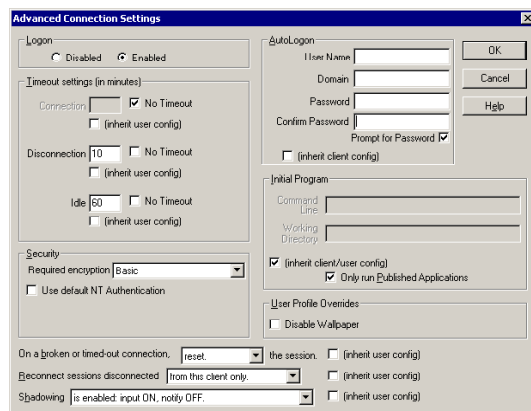 Advanced Connection Settings
Logon
Disabled Enabled
Timeout settings (in minutes)
Connection No Timeout
(inherit user config)
Disconnection 10 No Timeout
(inherit user config)
Idle 60 No Timeout
(inherit user config)
Security
Required encryption Basic
Use default NT Authentication
AutoLogon
User Name
Domain
Password
Confirm Password
Prompt for Password
(inherit client config)
OK
Cancel
Help
Initial Program
Command
Line
Working
Directory
(inherit client/user config)
Only run Published Applications
User Profile Overrides
Disable Wallpaper
On a broken or timed-out connection, reset. the session. (inherit user config)
Reconnect sessions disconnected from this client only. (inherit user config)
Shadowing is enabled: input ON, notify OFF. (inherit user config)